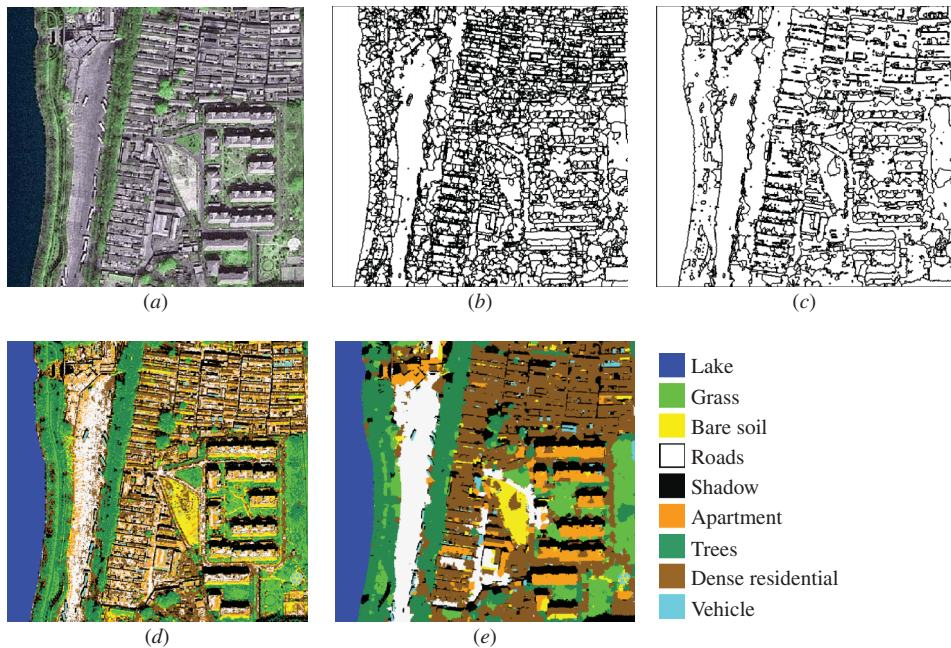 (a)
(b)
(c)
(d)
(e)
Lake
Grass
Bare soil
Roads
Shadow
Apartment
Trees
Dense residential
Vehicle